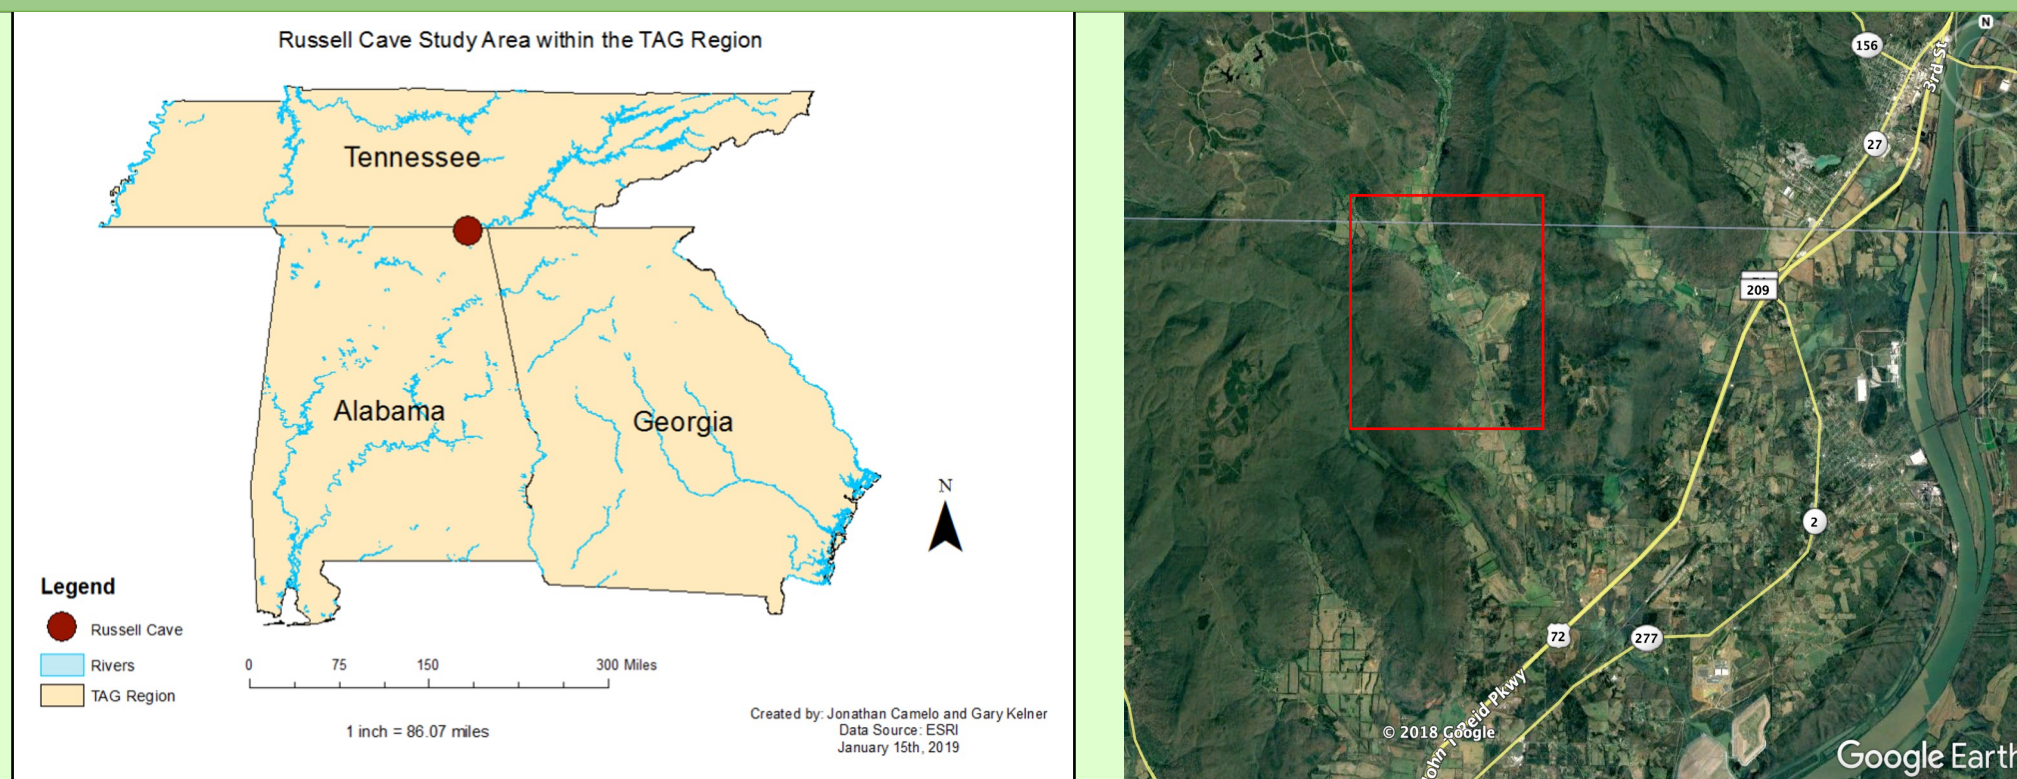 Russell Cave Study Area within the TAG Region
Tennessee
Alabama
Georgia
N
Legend
Russell Cave
Rivers
TAG Region
0 75 150 300 Miles
1 inch = 86.07 miles
Created by: Jonathan Camelo and Gary Kelner
Data Source: ESRI
January 15th, 2019
N
156
3rd St
27
209
2
72
277
John T Reid Pkwy
© 2018 Google
Google Earth